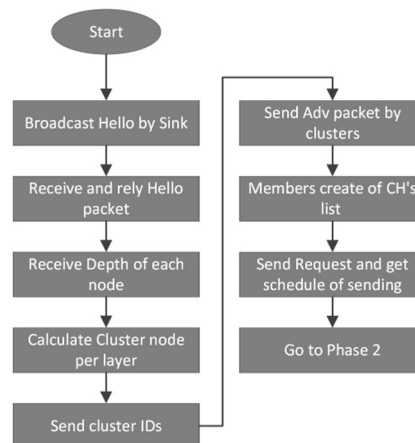 Start
Broadcast Hello by Sink
Receive and rely Hello
packet
Receive Depth of each
node
Calculate Cluster node
per layer
Send cluster IDs
Send Adv packet by
clusters
Members create of CH's
list
Send Request and get
schedule of sending
Go to Phase 2